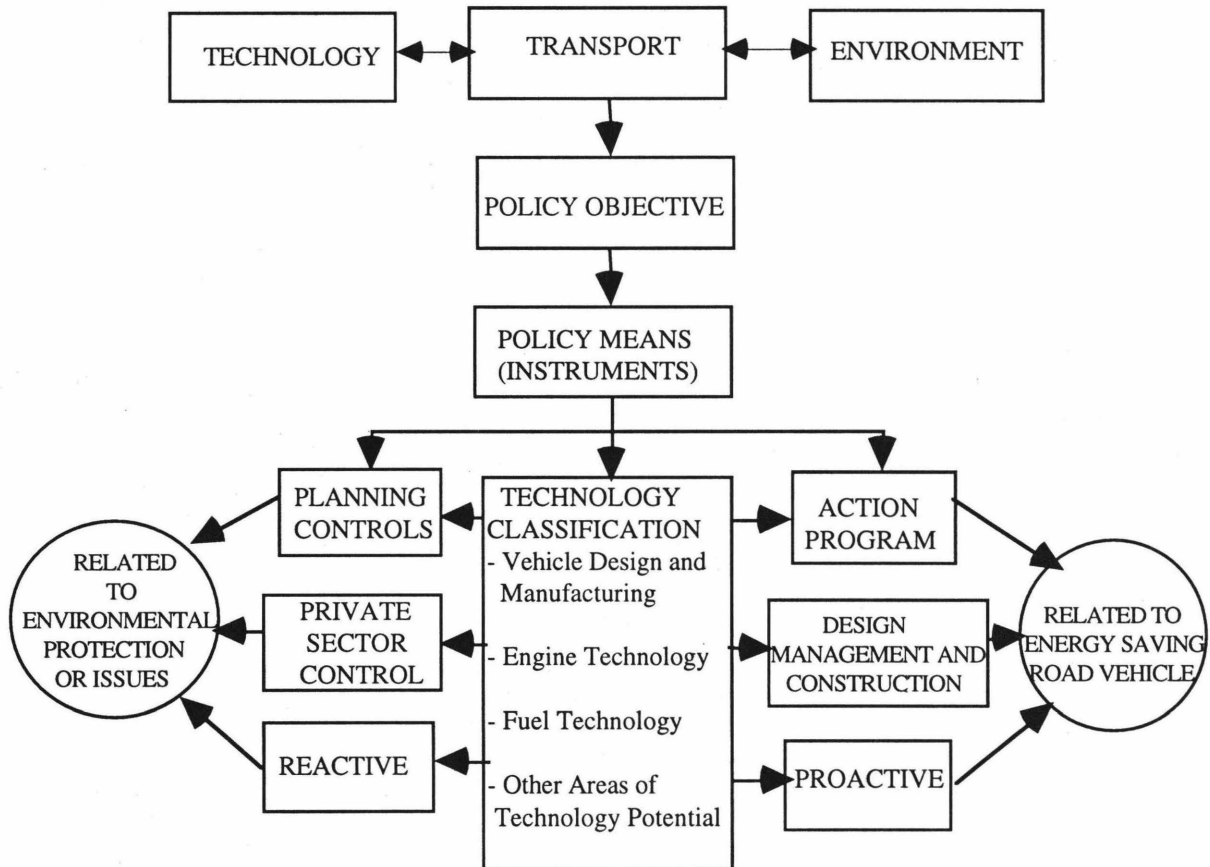 TECHNOLOGY
TRANSPORT
ENVIRONMENT
POLICY OBJECTIVE
POLICY MEANS
(INSTRUMENTS)
PLANNING
CONTROLS
TECHNOLOGY
CLASSIFICATION
- Vehicle Design and
Manufacturing
- Engine Technology
- Fuel Technology
- Other Areas of
Technology Potential
ACTION
PROGRAM
RELATED
TO
ENVIRONMENTAL
PROTECTION
OR ISSUES
PRIVATE
SECTOR
CONTROL
DESIGN
MANAGEMENT AND
CONSTRUCTION
RELATED TO
ENERGY SAVING
ROAD VEHICLE
REACTIVE
PROACTIVE